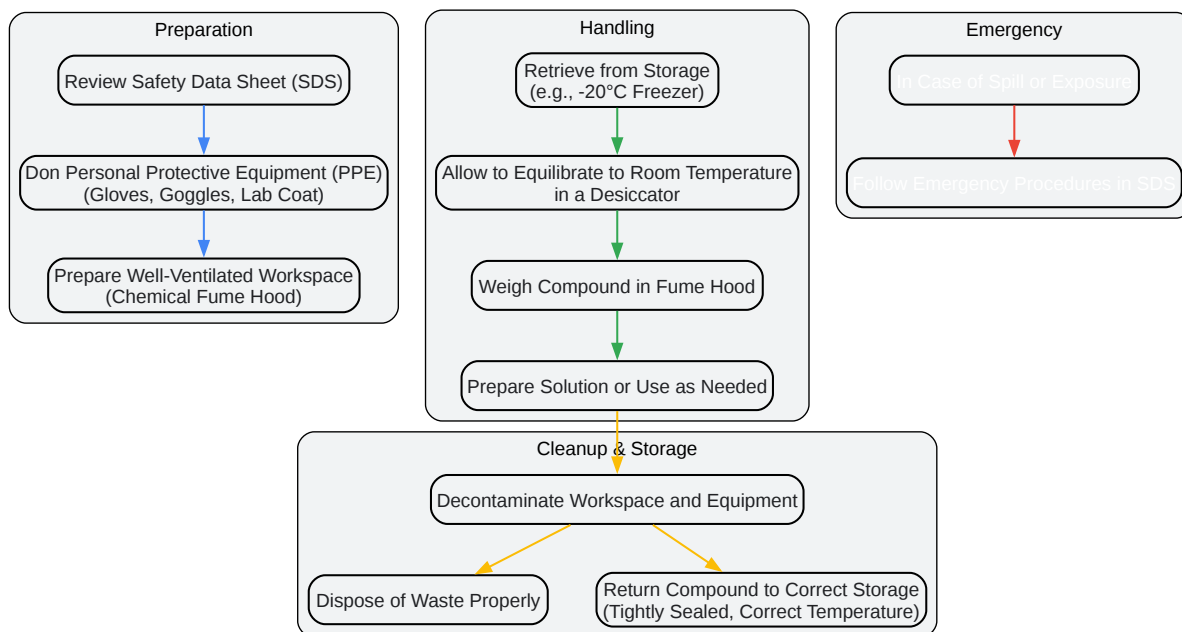 Preparation
Review Safety Data Sheet (SDS)
Don Personal Protective Equipment (PPE)
(Gloves, Goggles, Lab Coat)
Prepare Well-Ventilated Workspace
(Chemical Fume Hood)
Handling
Retrieve from Storage
(e.g., -20°C Freezer)
Allow to Equilibrate to Room Temperature
in a Desiccator
Weigh Compound in Fume Hood
Prepare Solution or Use as Needed
Emergency
In Case of Spill or Exposure
Follow Emergency Procedures in SDS
Cleanup & Storage
Decontaminate Workspace and Equipment
Dispose of Waste Properly
Return Compound to Correct Storage
(Tightly Sealed, Correct Temperature)